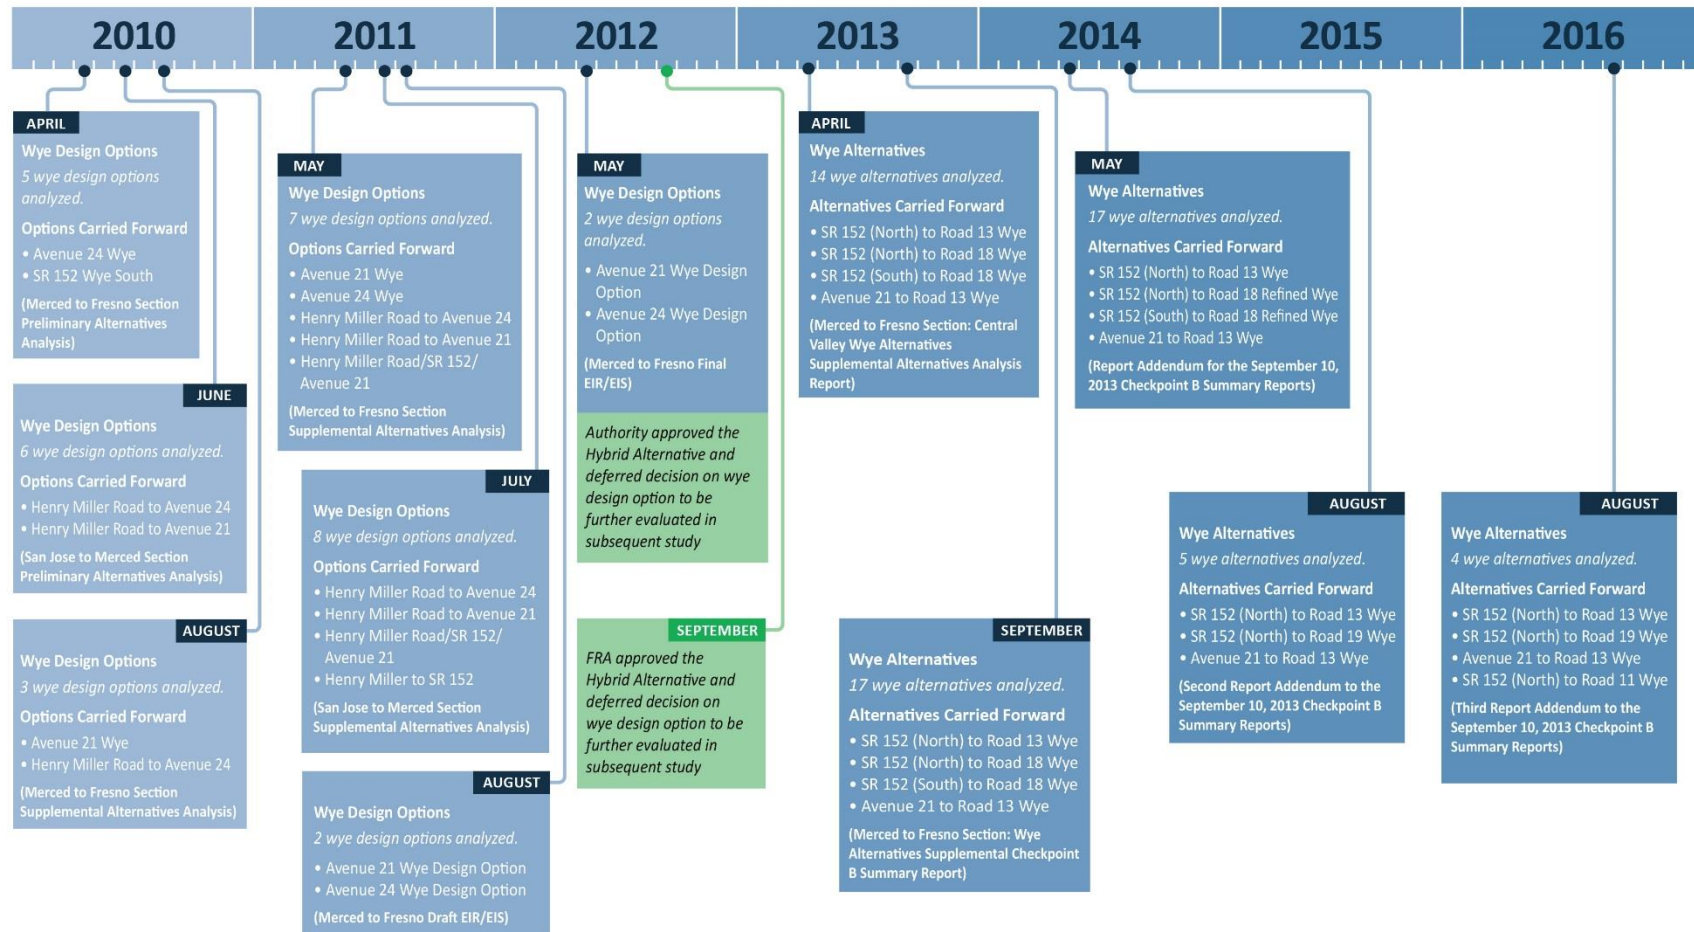 2010
2011
2012
2013
2014
2015
2016
APRIL
Wye Design Options
5 wye design options
analyzed.
Options Carried Forward
• Avenue 24 Wye
• SR 152 Wye South
(Merced to Fresno Section
Preliminary Alternatives
Analysis)
JUNE
Wye Design Options
6 wye design options analyzed.
Options Carried Forward
• Henry Miller Road to Avenue 24
• Henry Miller Road to Avenue 21
(San Jose to Merced Section
Preliminary Alternatives Analysis)
AUGUST
Wye Design Options
3 wye design options analyzed.
Options Carried Forward
• Avenue 21 Wye
• Henry Miller Road to Avenue 24
(Merced to Fresno Section
Supplemental Alternatives Analysis)
MAY
Wye Design Options
7 wye design options analyzed.
Options Carried Forward
• Avenue 21 Wye
• Avenue 24 Wye
• Henry Miller Road to Avenue 24
• Henry Miller Road to Avenue 21
• Henry Miller Road/SR 152/
Avenue 21
(Merced to Fresno Section
Supplemental Alternatives Analysis)
JULY
Wye Design Options
8 wye design options analyzed.
Options Carried Forward
• Henry Miller Road to Avenue 24
• Henry Miller Road to Avenue 21
• Henry Miller Road/SR 152/
Avenue 21
• Henry Miller to SR 152
(San Jose to Merced Section
Supplemental Alternatives Analysis)
AUGUST
Wye Design Options
2 wye design options analyzed.
• Avenue 21 Wye Design Option
• Avenue 24 Wye Design Option
(Merced to Fresno Draft EIR/EIS)
MAY
Wye Design Options
2 wye design options
analyzed.
• Avenue 21 Wye Design
Option
• Avenue 24 Wye Design
Option
(Merced to Fresno Final
EIR/EIS)
Authority approved the
Hybrid Alternative and
deferred decision on wye
design option to be
further evaluated in
subsequent study
SEPTEMBER
FRA approved the
Hybrid Alternative and
deferred decision on
wye design option to be
further evaluated in
subsequent study
APRIL
Wye Alternatives
14 wye alternatives analyzed.
Alternatives Carried Forward
• SR 152 (North) to Road 13 Wye
• SR 152 (North) to Road 18 Wye
• SR 152 (South) to Road 18 Wye
• Avenue 21 to Road 13 Wye
(Merced to Fresno Section: Central
Valley Wye Alternatives
Supplemental Alternatives Analysis
Report)
SEPTEMBER
Wye Alternatives
17 wye alternatives analyzed.
Alternatives Carried Forward
• SR 152 (North) to Road 13 Wye
• SR 152 (North) to Road 18 Wye
• SR 152 (South) to Road 18 Wye
• Avenue 21 to Road 13 Wye
(Merced to Fresno Section: Wye
Alternatives Supplemental Checkpoint
B Summary Report)
MAY
Wye Alternatives
17 wye alternatives analyzed.
Alternatives Carried Forward
• SR 152 (North) to Road 13 Wye
• SR 152 (North) to Road 18 Refined Wye
• SR 152 (South) to Road 18 Refined Wye
• Avenue 21 to Road 13 Wye
(Report Addendum for the September 10,
2013 Checkpoint B Summary Reports)
AUGUST
Wye Alternatives
5 wye alternatives analyzed.
Alternatives Carried Forward
• SR 152 (North) to Road 13 Wye
• SR 152 (North) to Road 19 Wye
• Avenue 21 to Road 13 Wye
(Second Report Addendum to the
September 10, 2013 Checkpoint B
Summary Reports)
AUGUST
Wye Alternatives
4 wye alternatives analyzed.
Alternatives Carried Forward
• SR 152 (North) to Road 13 Wye
• SR 152 (North) to Road 19 Wye
• Avenue 21 to Road 13 Wye
• SR 152 (North) to Road 11 Wye
(Third Report Addendum to the
September 10, 2013 Checkpoint B
Summary Reports)